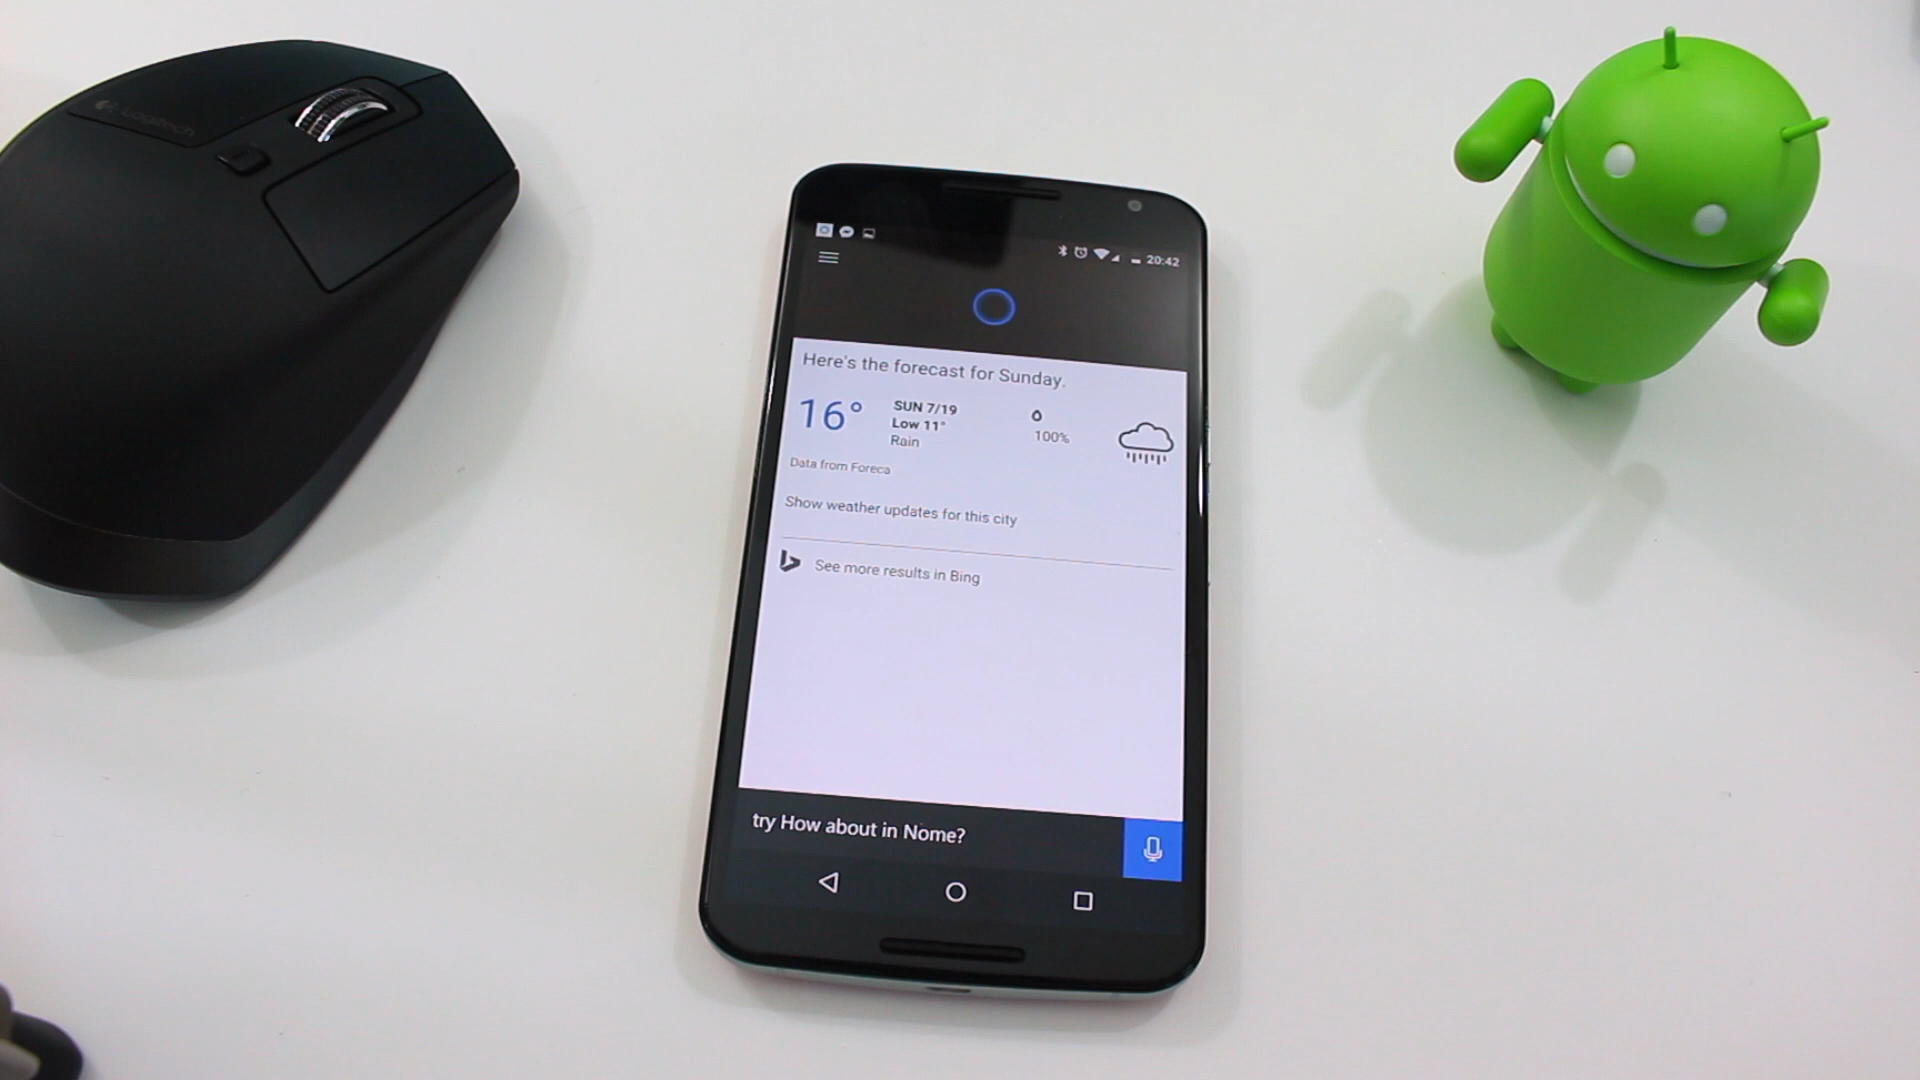 Logitech
20:42
Here's the forecast for Sunday.
16°
SUN 7/19
Low 11°
Rain
100%
Data from Foreca
Show weather updates for this city
See more results in Bing
try How about in Nome?